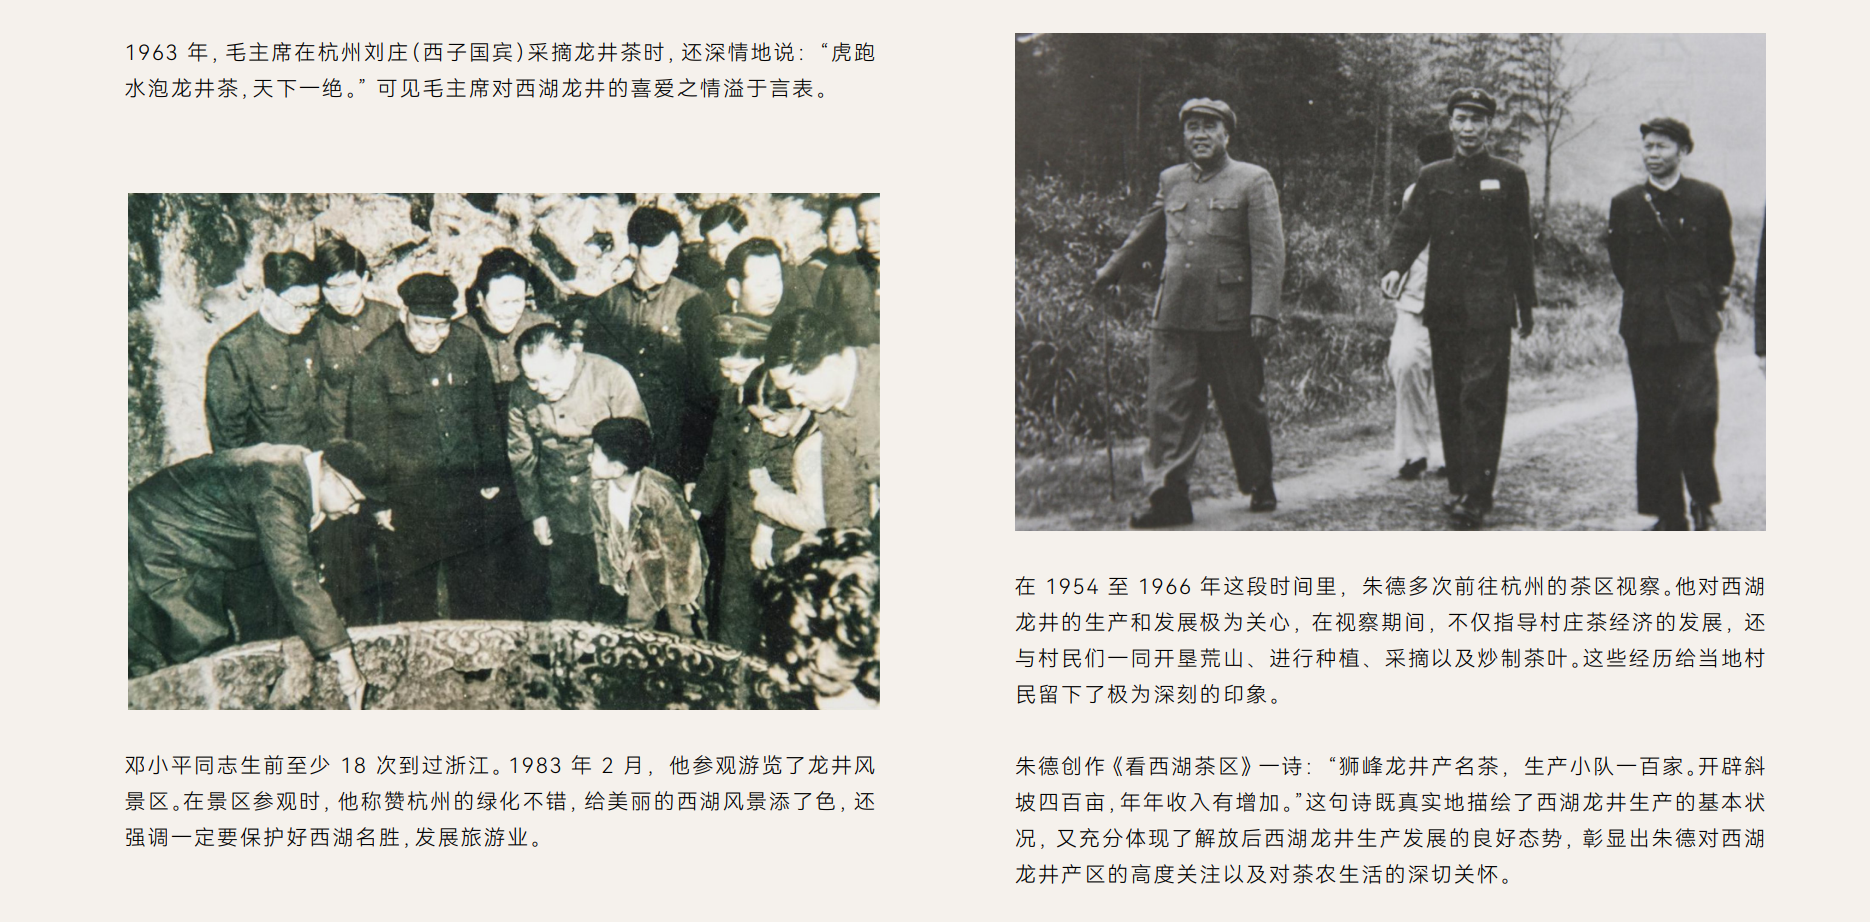 1963 年，毛主席在杭州刘庄（西子国宾）采摘龙井茶时，还深情地说：“虎跑
水泡龙井茶，天下一绝。”可见毛主席对西湖龙井的喜爱之情溢于言表。
邓小平同志生前至少 18 次到过浙江。1983 年 2 月，他参观游览了龙井风
景区。在景区参观时，他称赞杭州的绿化不错，给美丽的西湖风景添了色，还
强调一定要保护好西湖名胜，发展旅游业。
在 1954 至 1966 年这段时间里，朱德多次前往杭州的茶区视察。他对西湖
龙井的生产和发展极为关心，在视察期间，不仅指导村庄茶经济的发展，还
与村民们一同开垦荒山、进行种植、采摘以及炒制茶叶。这些经历给当地村
民留下了极为深刻的印象。
朱德创作《看西湖茶区》一诗：“狮峰龙井产名茶，生产小队一百家。开辟斜
坡四百亩，年年收入有增加。”这句诗既真实地描绘了西湖龙井生产的基本状
况，又充分体现了解放后西湖龙井生产发展的良好态势，彰显出朱德对西湖
龙井产区的高度关注以及对茶农生活的深切关怀。